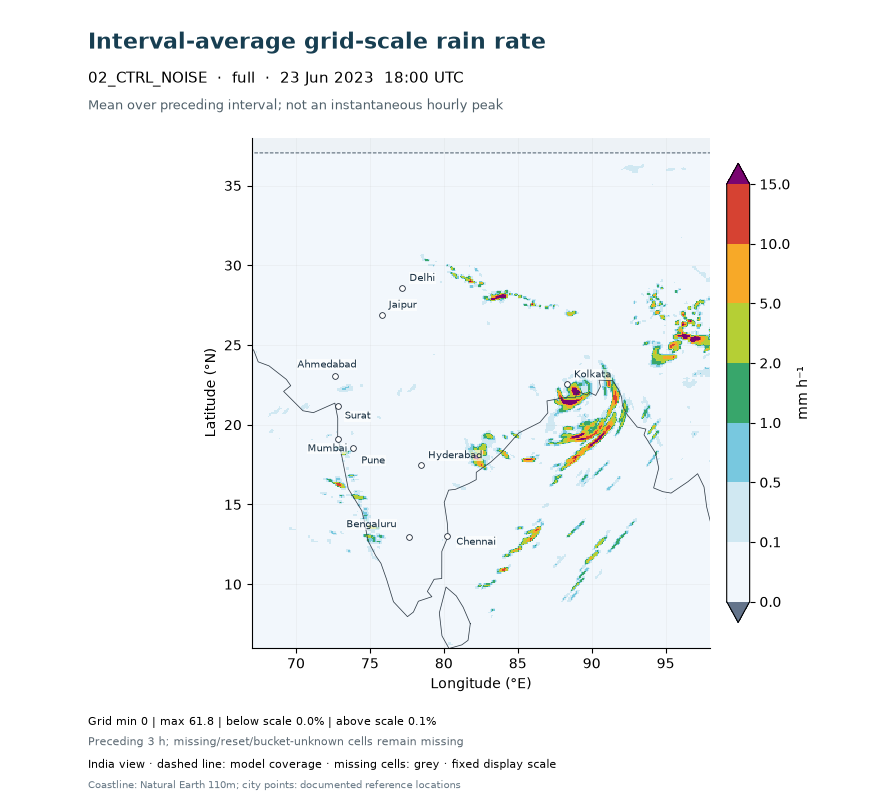 Interval-average grid-scale rain rate
02_CTRL_NOISE · full · 23 Jun 2023 18:00 UTC
Mean over preceding interval; not an instantaneous hourly peak
35
30
25
20
15
10
Latitude (°N)
70
75
80
85
90
95
Longitude (°E)
Delhi
Jaipur
Ahmedabad
Kolkata
Surat
Mumbai
Pune
Hyderabad
Bengaluru
Chennai
15.0
10.0
5.0
2.0
1.0
0.5
0.1
0.0
mm h⁻¹
Grid min 0 | max 61.8 | below scale 0.0% | above scale 0.1%
Preceding 3 h; missing/reset/bucket-unknown cells remain missing
India view · dashed line: model coverage · missing cells: grey · fixed display scale
Coastline: Natural Earth 110m; city points: documented reference locations